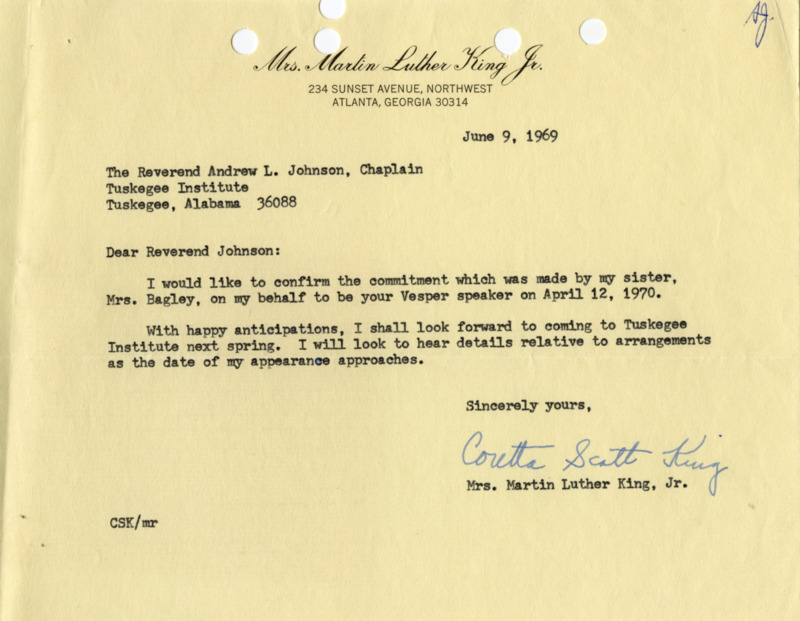 Mrs. Martin Luther King Jr.
234 SUNSET AVENUE, NORTHWEST
ATLANTA, GEORGIA 30314
June 9, 1969
The Reverend Andrew L. Johnson, Chaplain
Tuskegee Institute
Tuskegee, Alabama 36088
Dear Reverend Johnson:
I would like to confirm the commitment which was made by my sister,
Mrs. Bagley, on my behalf to be your Vesper speaker on April 12, 1970.
With happy anticipations, I shall look forward to coming to Tuskegee
Institute next spring. I will look to hear details relative to arrangements
as the date of my appearance approaches.
Sincerely yours,
Coretta Scott King
Mrs. Martin Luther King, Jr.
CSK/mr